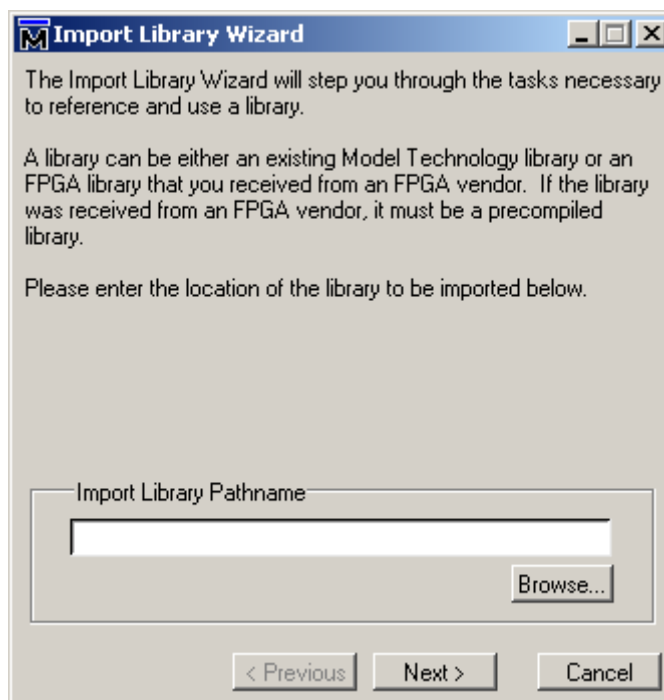 M Import Library Wizard
The Import Library Wizard will step you through the tasks necessary
to reference and use a library.
A library can be either an existing Model Technology library or an
FPGA library that you received from an FPGA vendor.  If the library
was received from an FPGA vendor, it must be a precompiled
library.
Please enter the location of the library to be imported below.
Import Library Pathname
Browse...
< Previous Next > Cancel